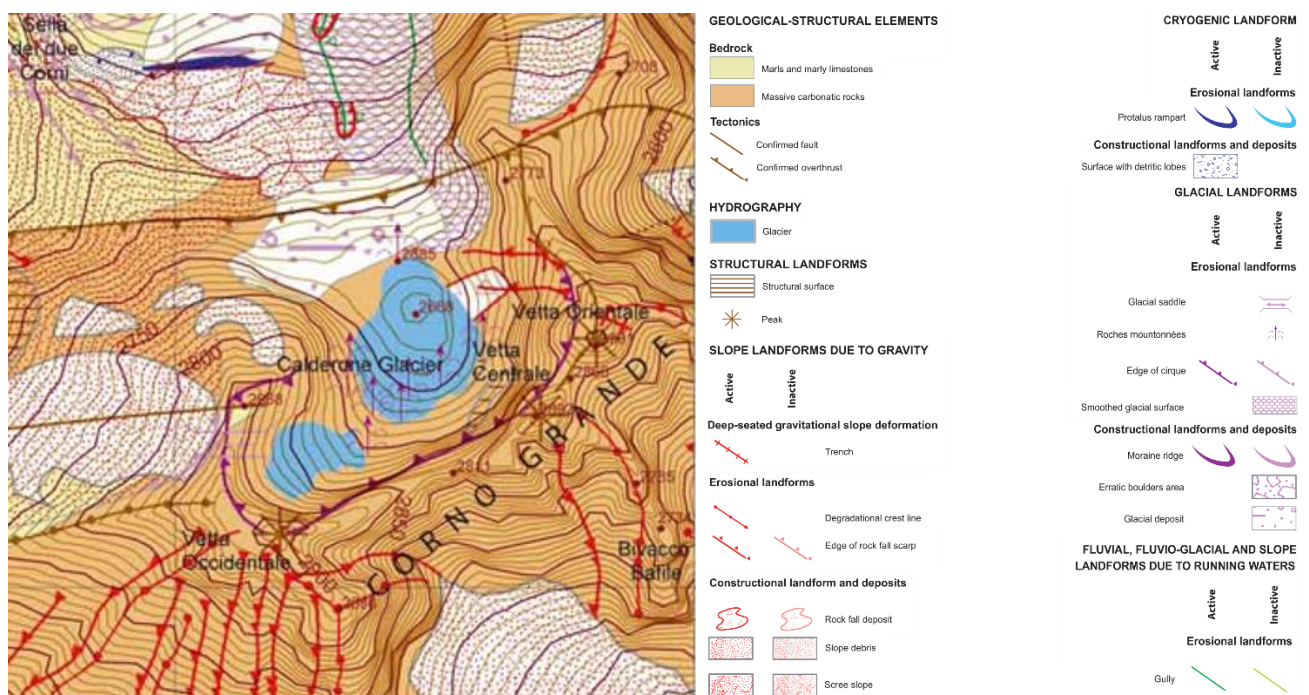 Sella
dei due
Corni
2708
2800
2885
2668
Vetta Orientale
Calderone Glacier
Vetta
Centrale
2750
2800
2811
2785
2850
Vetta
Occidentale
CORNO GRANDE
Bivacco
Bafile
GEOLOGICAL-STRUCTURAL ELEMENTS
Bedrock
Marls and marly limestones
Massive carbonatic rocks
Tectonics
Confirmed fault
Confirmed overthrust
HYDROGRAPHY
Glacier
STRUCTURAL LANDFORMS
Structural surface
Peak
SLOPE LANDFORMS DUE TO GRAVITY
Active
Inactive
Deep-seated gravitational slope deformation
Trench
Erosional landforms
Degradational crest line
Edge of rock fall scarp
Constructional landform and deposits
Rock fall deposit
Slope debris
Scree slope
CRYOGENIC LANDFORM
Active
Inactive
Erosional landforms
Protalus rampart
Constructional landforms and deposits
Surface with detritic lobes
GLACIAL LANDFORMS
Active
Inactive
Erosional landforms
Glacial saddle
Roches mountonnées
Edge of cirque
Smoothed glacial surface
Constructional landforms and deposits
Moraine ridge
Erratic boulders area
Glacial deposit
FLUVIAL, FLUVIO-GLACIAL AND SLOPE
LANDFORMS DUE TO RUNNING WATERS
Active
Inactive
Erosional landforms
Gully